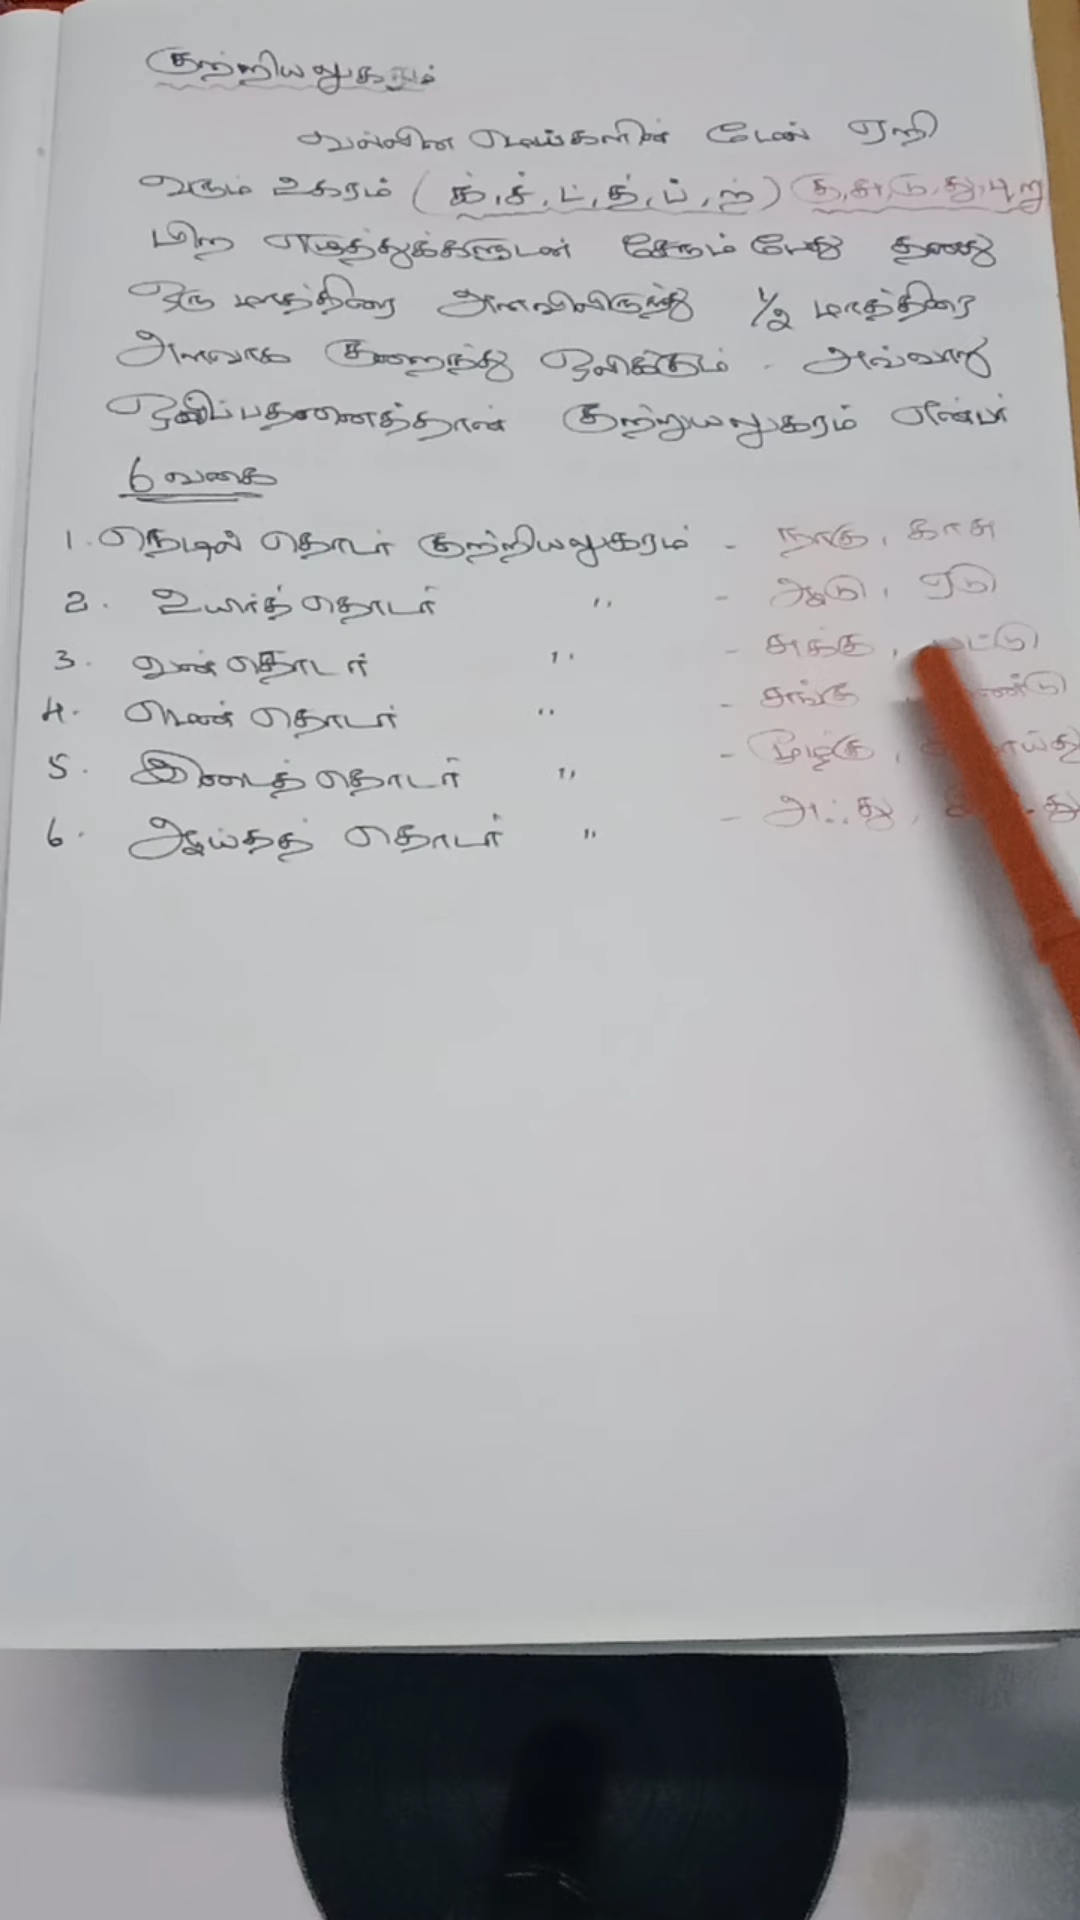 குற்றியலுகரம்
வல்லின மெய்களின் மேல் ஏறி
வரும் உகரம் (க்,ச்,ட்,த்,ப்,ற்) கு,சு,டு,து,பு,று
பிற எழுத்துக்களுடன் சேரும் போது தனது
ஒரு மாத்திரை அளவிலிருந்து 1/2 மாத்திரை
அளவாக குறைந்து ஒலிக்கும். அவ்வாறு
ஒலிப்பதனைத்தான் குற்றுயலுகரம் என்பர்
6 வகை
1. நெடில் தொடர் குற்றியலுகரம் - நாகு, காசு
2. உயிர்த் தொடர் " - ஆடு, ஏடு
3. வன் தொடர் " -
4. மென் தொடர் " - சங்கு
5. இடைத் தொடர் " - மூழ்கு,
6. ஆய்தத் தொடர் " - அஃது,